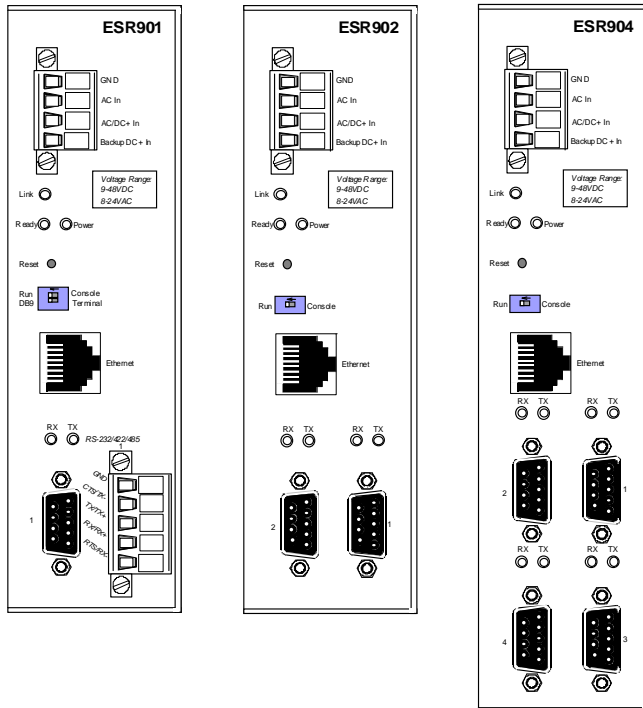 ESR901
GND
AC In
AC/DC+ In
Backup DC+ In
Voltage Range:
9-48VDC
8-24VAC
Link
Ready
Power
Reset
Run
DB9
Console
Terminal
Ethernet
RX TX
RS-232/422/485
1
GND
CTS/TX-
Tx/TX+
Rx/RX+
RTS/RX-
1
ESR902
GND
AC In
AC/DC+ In
Backup DC+ In
Voltage Range:
9-48VDC
8-24VAC
Link
Ready
Power
Reset
Run
Console
Ethernet
RX TX
RX TX
2
1
ESR904
GND
AC In
AC/DC+ In
Backup DC+ In
Voltage Range:
9-48VDC
8-24VAC
Link
Ready
Power
Reset
Run
Console
Ethernet
RX TX
RX TX
2
1
RX TX
RX TX
4
3